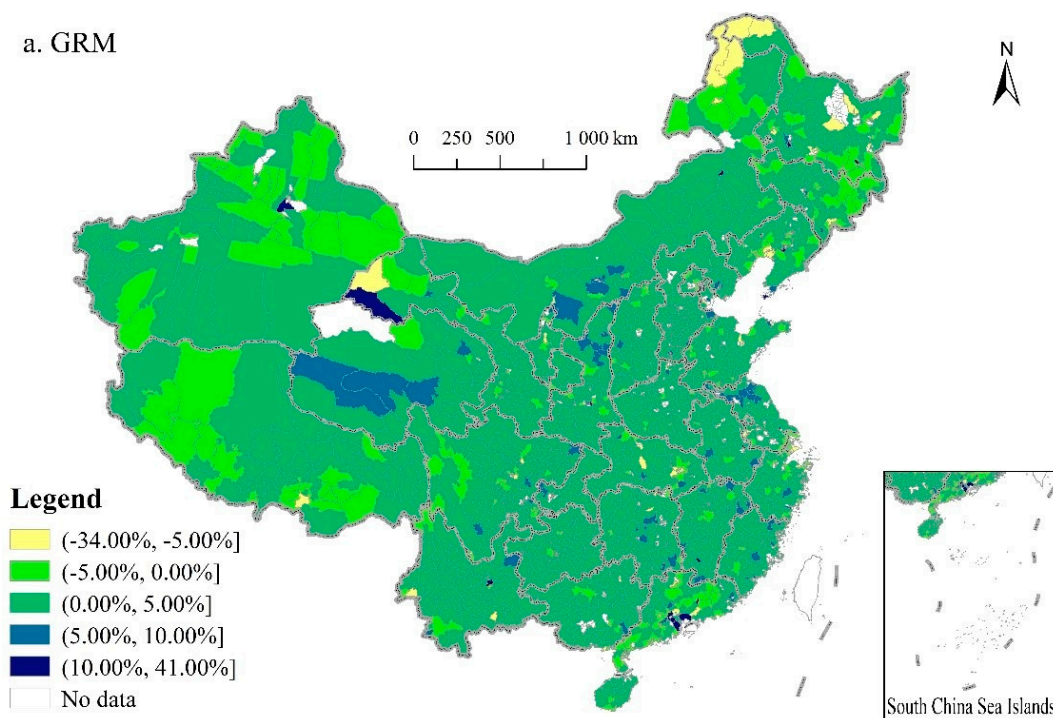 a. GRM
N
0 250 500 1 000 km
Legend
(-34.00%, -5.00%]
(-5.00%, 0.00%]
(0.00%, 5.00%]
(5.00%, 10.00%]
(10.00%, 41.00%]
No data
South China Sea Islands